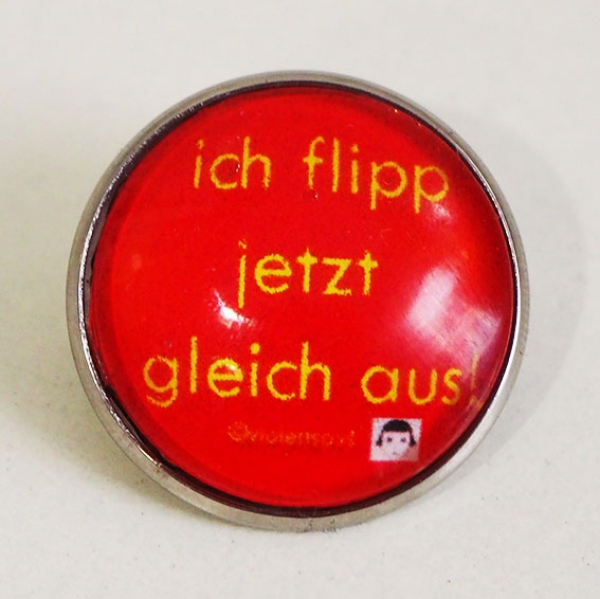 ich flipp
jetzt
gleich aus!